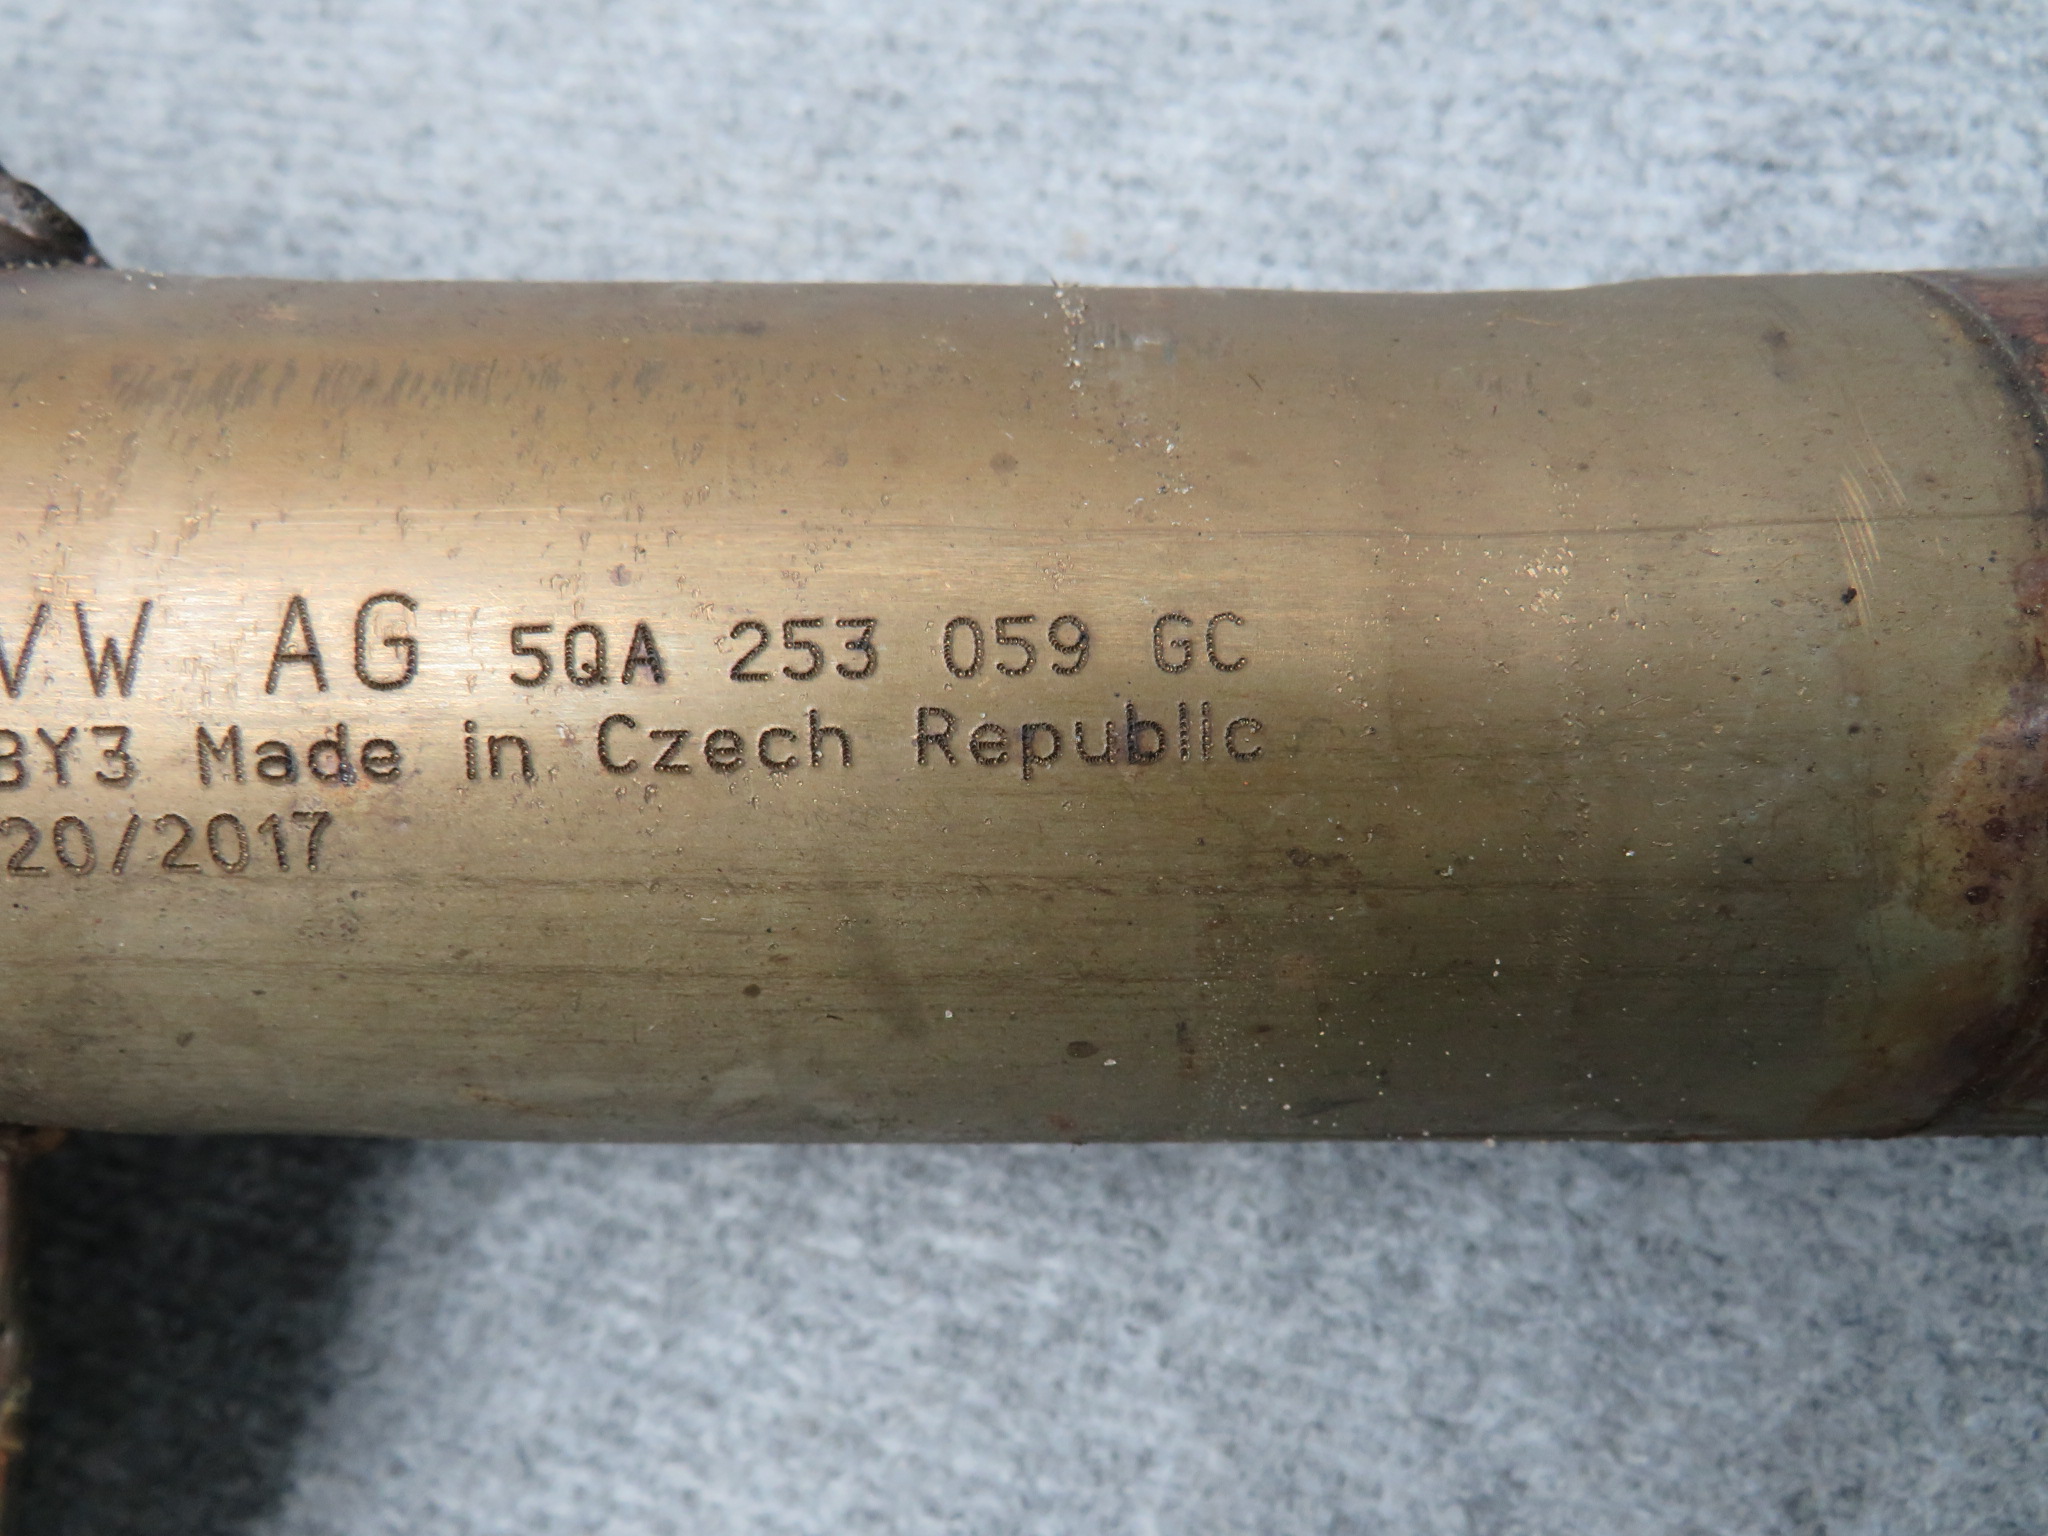 VW AG 5QA 253 059 GC
BY3 Made in Czech Republic
20/2017